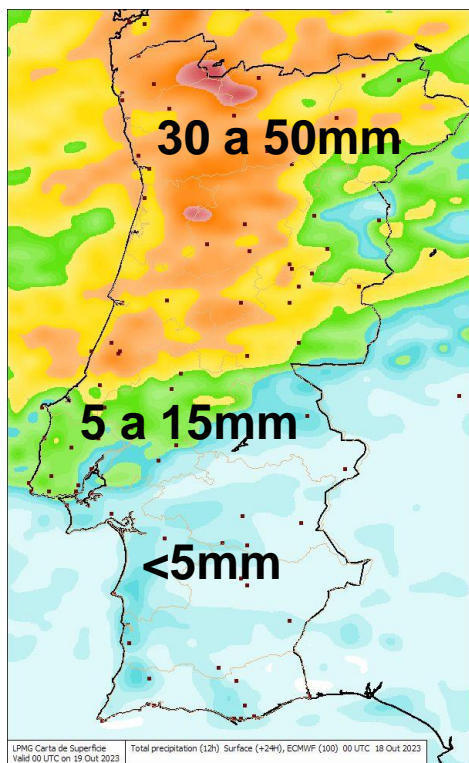 30 a 50mm
5 a 15mm
<5mm
LPMG Carta de Superficie
Valid 00 UTC on 19 Out 2023
Total precipitation (12h) Surface (+24H), ECMWF (100) 00 UTC 18 Out 2023